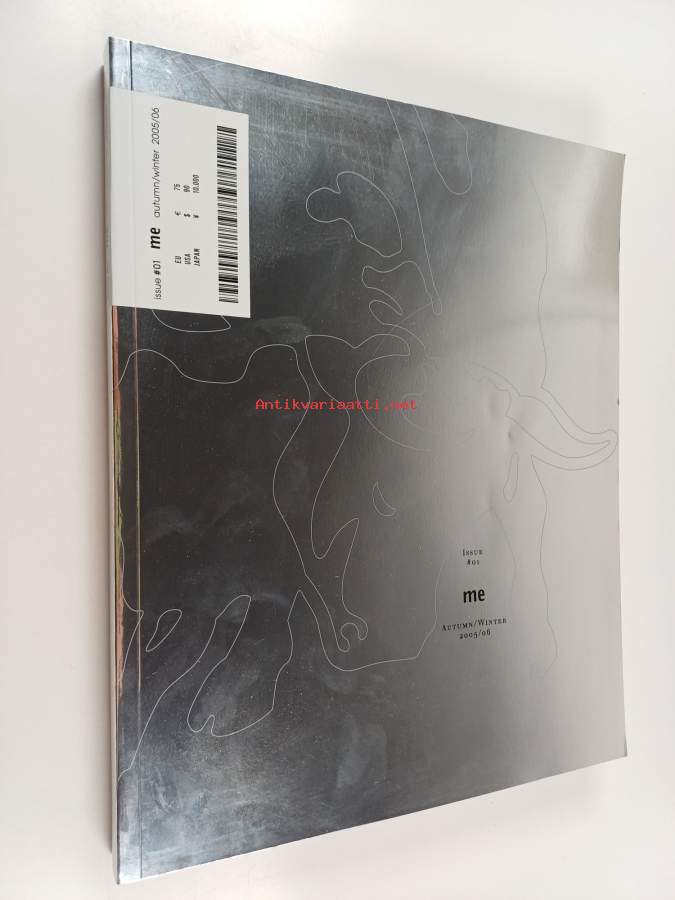 issue #01 me autumn/winter 2005/06
EU € 75
USA $ 90
JAPAN ¥ 10.000
Antikvariaatti.net
Issue
#01
me
Autumn/Winter
2005/06